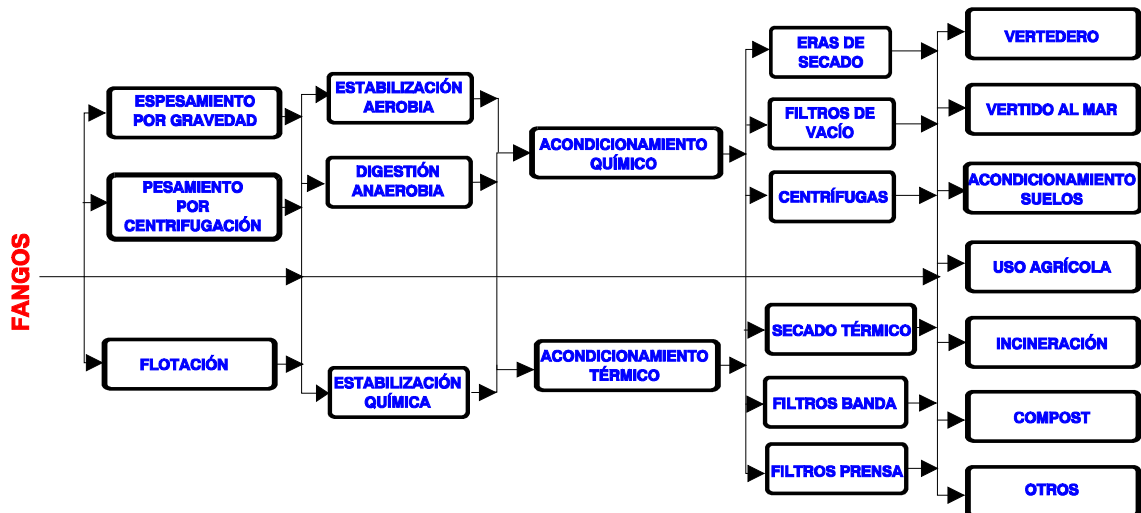 FANGOS
ESPESAMIENTO
POR GRAVEDAD
PESAMIENTO
POR
CENTRIFUGACIÓN
FLOTACIÓN
ESTABILIZACIÓN
AEROBIA
DIGESTIÓN
ANAEROBIA
ESTABILIZACIÓN
QUÍMICA
ACONDICIONAMIENTO
QUÍMICO
ACONDICIONAMIENTO
TÉRMICO
ERAS DE
SECADO
FILTROS DE
VACÍO
CENTRÍFUGAS
SECADO TÉRMICO
FILTROS BANDA
FILTROS PRENSA
VERTEDERO
VERTIDO AL MAR
ACONDICIONAMIENTO
SUELOS
USO AGRÍCOLA
INCINERACIÓN
COMPOST
OTROS